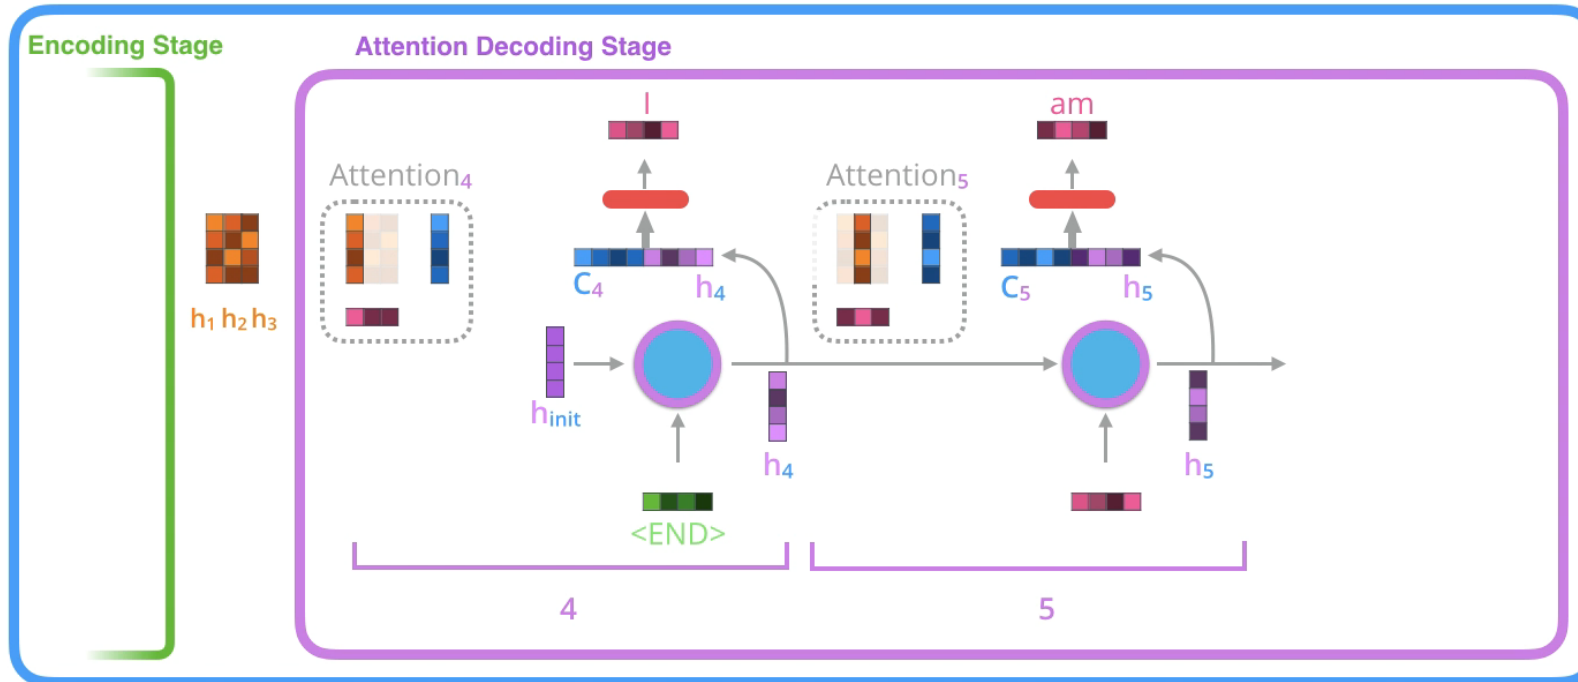 Encoding Stage
Attention Decoding Stage
I
am
Attention4
Attention5
h1 h2 h3
C4
h4
C5
h5
hinit
h4
h5
<END>
4
5